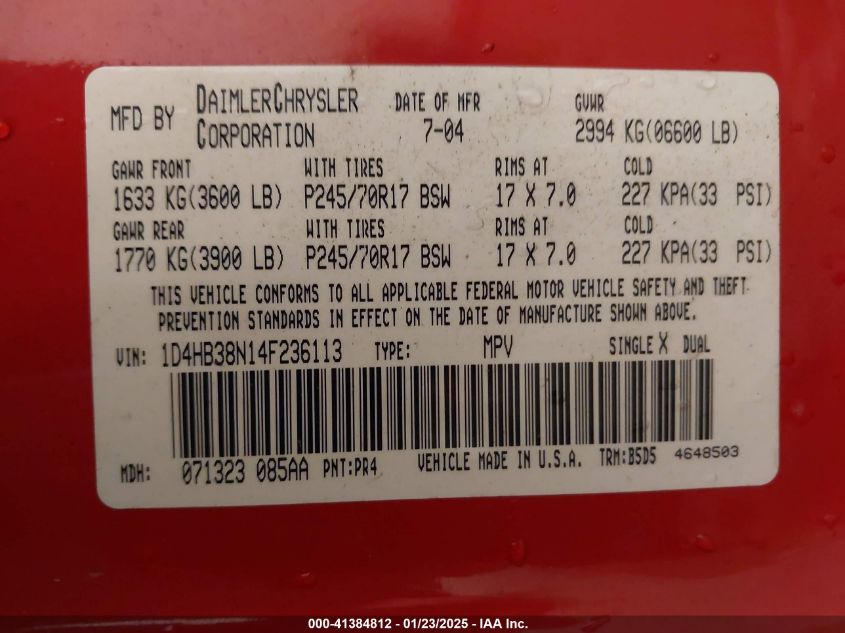 MFD BY DAIMLERCHRYSLER CORPORATION DATE OF MFR 7-04 GVWR 2994 KG(06600 LB)
GAWR FRONT WITH TIRES RIMS AT COLD
1633 KG(3600 LB) P245/70R17 BSW 17 X 7.0 227 KPA(33 PSI)
GAWR REAR WITH TIRES RIMS AT COLD
1770 KG(3900 LB) P245/70R17 BSW 17 X 7.0 227 KPA(33 PSI)
THIS VEHICLE CONFORMS TO ALL APPLICABLE FEDERAL MOTOR VEHICLE SAFETY AND THEFT
PREVENTION STANDARDS IN EFFECT ON THE DATE OF MANUFACTURE SHOWN ABOVE.
VIN: 1D4HB38N14F236113 TYPE: MPV SINGLE X DUAL
MDH: 071323 085AA PNT:PR4 VEHICLE MADE IN U.S.A. TRM:B5D5 4648503
000-41384812 - 01/23/2025 - IAA Inc.